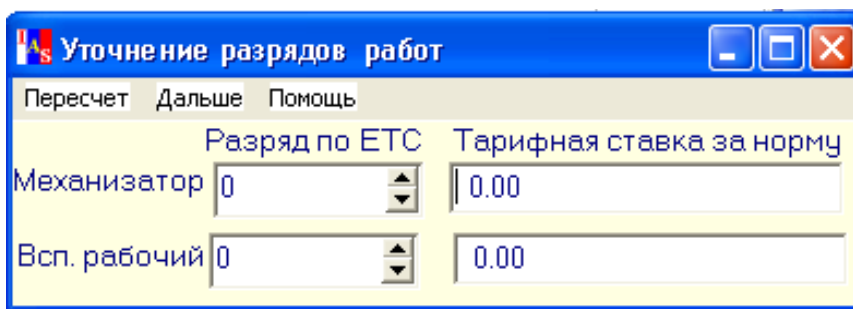 IAS Уточнение разрядов работ
Пересчет Дальше Помощь
Разряд по ЕТС Тарифная ставка за норму
Механизатор 0 0.00
Всп. рабочий 0 0.00